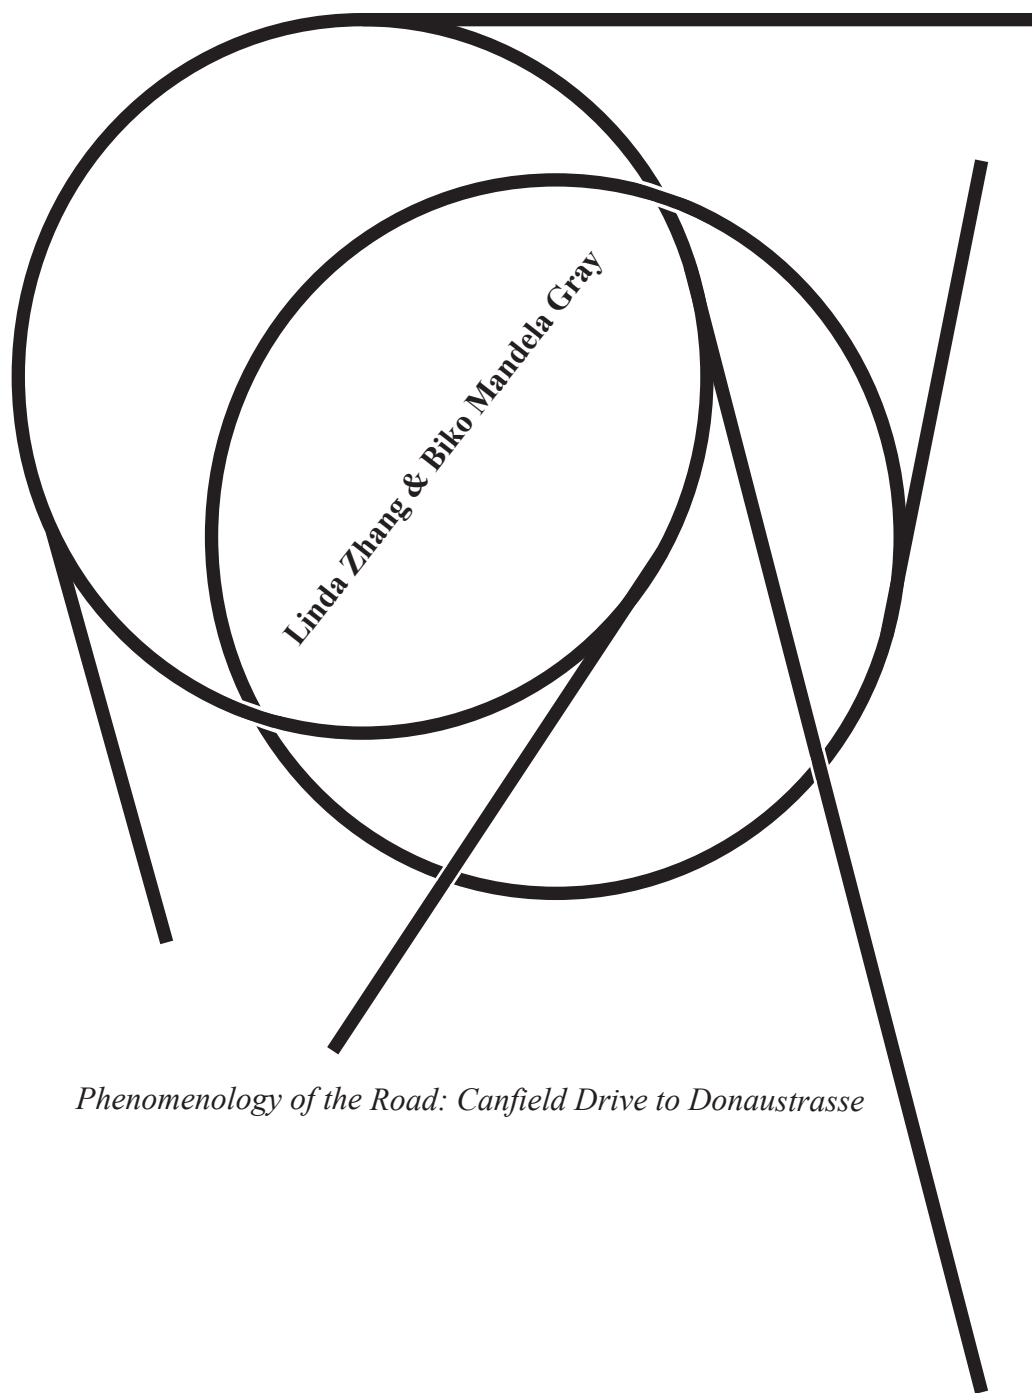 Linda Zhang & Biko Mandela Gray
Phenomenology of the Road: Canfield Drive to Donaustrasse